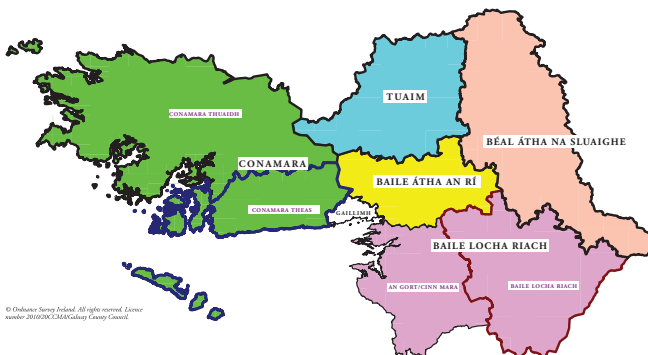 TUAIM
CONAMARA THUAIDH
BÉAL ÁTHA NA SLUAIGHE
CONAMARA
BAILE ÁTHA AN RÍ
CONAMARA THEAS
GAILLIMH
BAILE LOCHA RIACH
AN GORT/CINN MARA
BAILE LOCHA RIACH
© Ordnance Survey Ireland. All rights reserved. Licence
number 2010/20CCMA/Galway County Council.